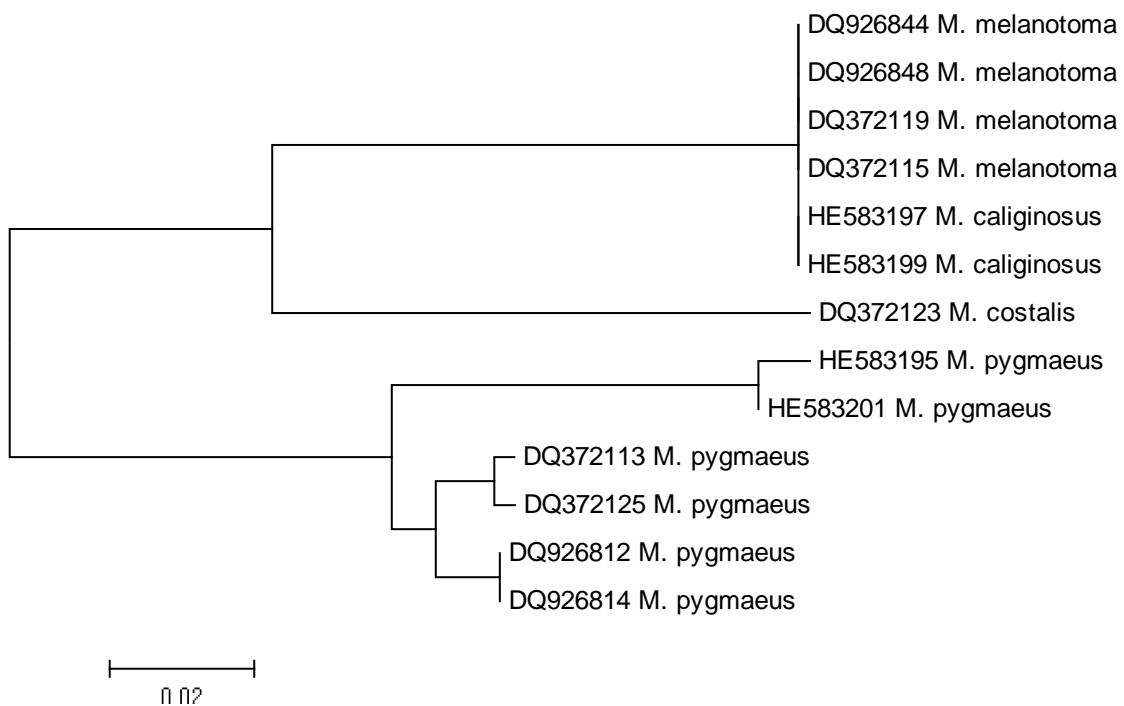 DQ926844 M. melanotoma
DQ926848 M. melanotoma
DQ372119 M. melanotoma
DQ372115 M. melanotoma
HE583197 M. caliginosus
HE583199 M. caliginosus
DQ372123 M. costalis
HE583195 M. pygmaeus
HE583201 M. pygmaeus
DQ372113 M. pygmaeus
DQ372125 M. pygmaeus
DQ926812 M. pygmaeus
DQ926814 M. pygmaeus
0.02